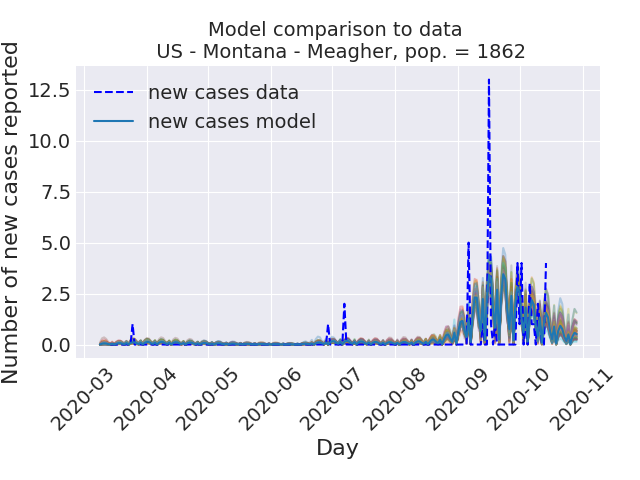 Model comparison to data
US - Montana - Meagher, pop. = 1862
Number of new cases reported
12.5
10.0
7.5
5.0
2.5
0.0
new cases data
new cases model
2020-03
2020-04
2020-05
2020-06
2020-07
2020-08
2020-09
2020-10
2020-11
Day